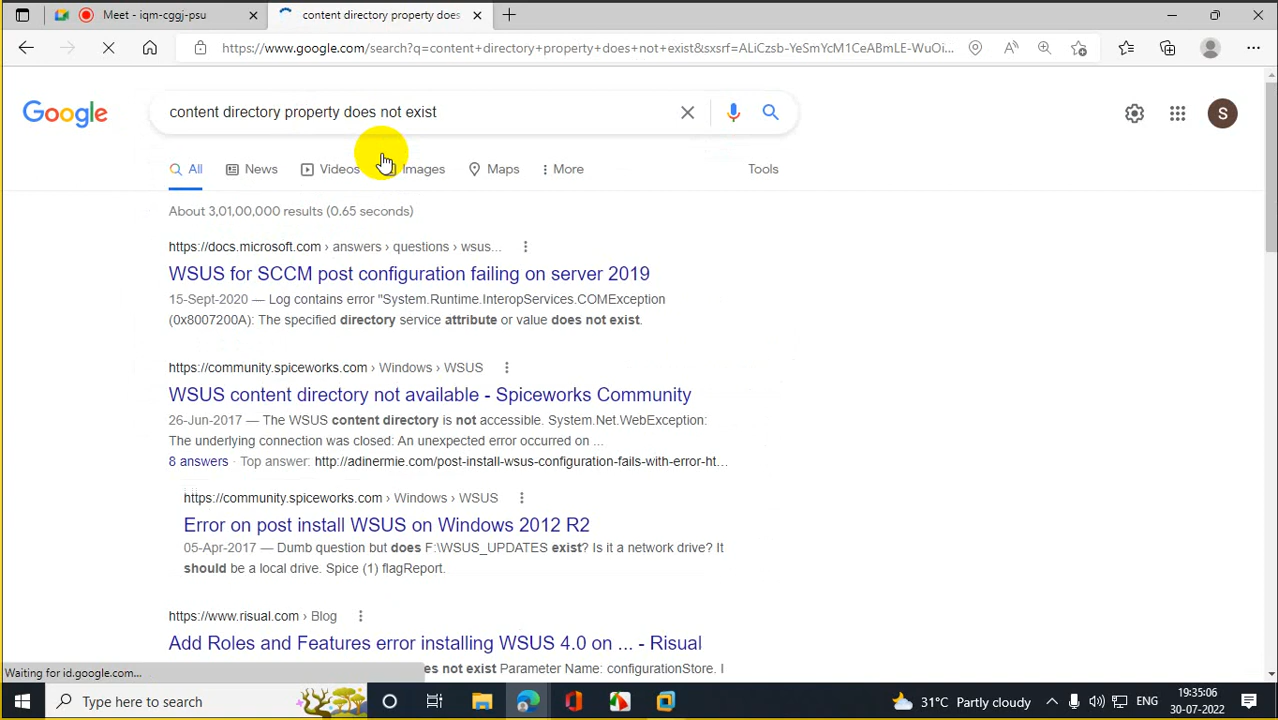 Meet - iqm-cggj-psu
content directory property does
https://www.google.com/search?q=content+directory+property+does+not+exist&sxsrf=ALiCzsb-YeSmYcM1CeABmLE-WuOi...
Google
content directory property does not exist
S
All
News
Videos
Images
Maps
More
Tools
About 3,01,00,000 results (0.65 seconds)
https://docs.microsoft.com › answers › questions › wsus...
WSUS for SCCM post configuration failing on server 2019
15-Sept-2020 — Log contains error "System.Runtime.InteropServices.COMException
(0x8007200A): The specified directory service attribute or value does not exist.
https://community.spiceworks.com › Windows › WSUS
WSUS content directory not available - Spiceworks Community
26-Jun-2017 — The WSUS content directory is not accessible. System.Net.WebException:
The underlying connection was closed: An unexpected error occurred on ...
8 answers · Top answer: http://adinermie.com/post-install-wsus-configuration-fails-with-error-ht...
https://community.spiceworks.com › Windows › WSUS
Error on post install WSUS on Windows 2012 R2
05-Apr-2017 — Dumb question but does F:\WSUS_UPDATES exist? Is it a network drive? It
should be a local drive. Spice (1) flagReport.
https://www.risual.com › Blog
Add Roles and Features error installing WSUS 4.0 on ... - Risual
es not exist Parameter Name: configurationStore. I
Waiting for id.google.com...
Type here to search
31°C Partly cloudy
ENG
19:35:06
30-07-2022